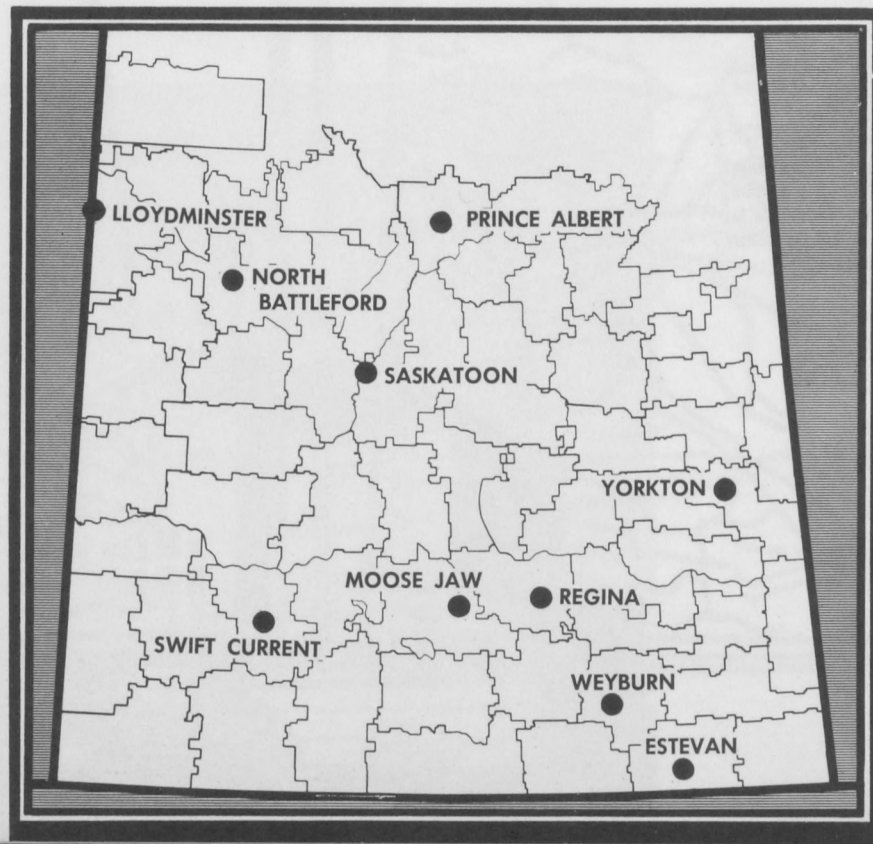 LLOYDMINSTER
PRINCE ALBERT
NORTH
BATTLEFORD
SASKATOON
YORKTON
MOOSE JAW
REGINA
SWIFT CURRENT
WEYBURN
ESTEVAN